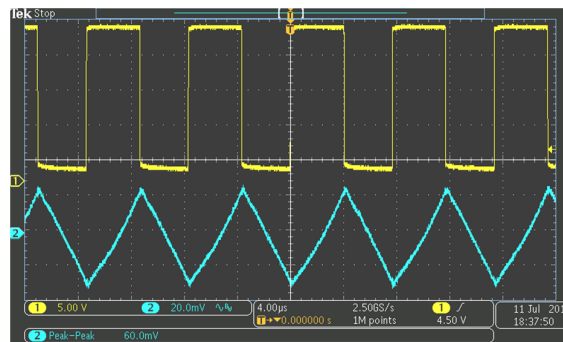 Tek Stop
T
T
1
2
1 5.00 V 2 20.0mV 4.00µs 2.50GS/s 1 4.50 V
T→▼0.000000 s 1M points
11 Jul 201
18:37:50
2 Peak-Peak 60.0mV